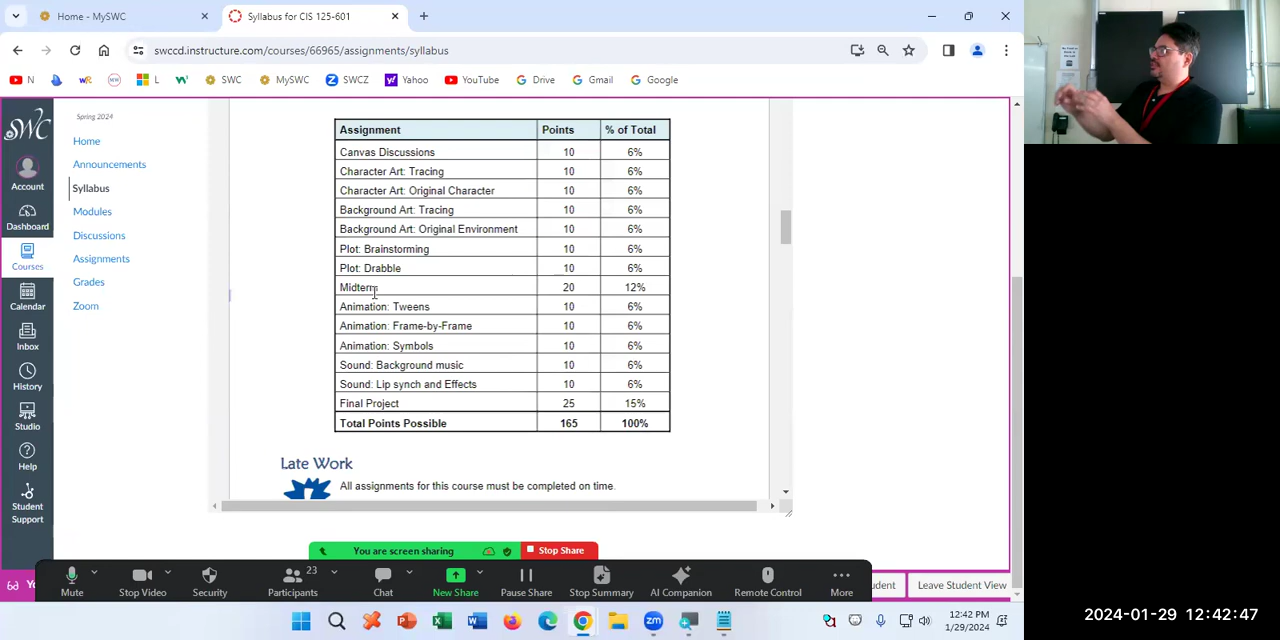 Home - MySWC
Syllabus for CIS 125-601
swccd.instructure.com/courses/66965/assignments/syllabus
N
L
SWC
MySWC
SWCZ
Yahoo
YouTube
Drive
Gmail
Google
SWC
Account
Dashboard
Courses
Calendar
Inbox
History
Studio
Help
Student
Support
Spring 2024
Home
Announcements
Syllabus
Modules
Discussions
Assignments
Grades
Zoom
Assignment Points % of Total
Canvas Discussions 10 6%
Character Art: Tracing 10 6%
Character Art: Original Character 10 6%
Background Art: Tracing 10 6%
Background Art: Original Environment 10 6%
Plot: Brainstorming 10 6%
Plot: Drabble 10 6%
Midterm 20 12%
Animation: Tweens 10 6%
Animation: Frame-by-Frame 10 6%
Animation: Symbols 10 6%
Sound: Background music 10 6%
Sound: Lip synch and Effects 10 6%
Final Project 25 15%
Total Points Possible 165 100%
Late Work
All assignments for this course must be completed on time.
You are screen sharing Stop Share
Leave Student View
Mute
Stop Video
Security
23
Participants
Chat
New Share
Pause Share
Stop Summary
AI Companion
Remote Control
More
12:42 PM
1/29/2024
2024-01-29 12:42:47